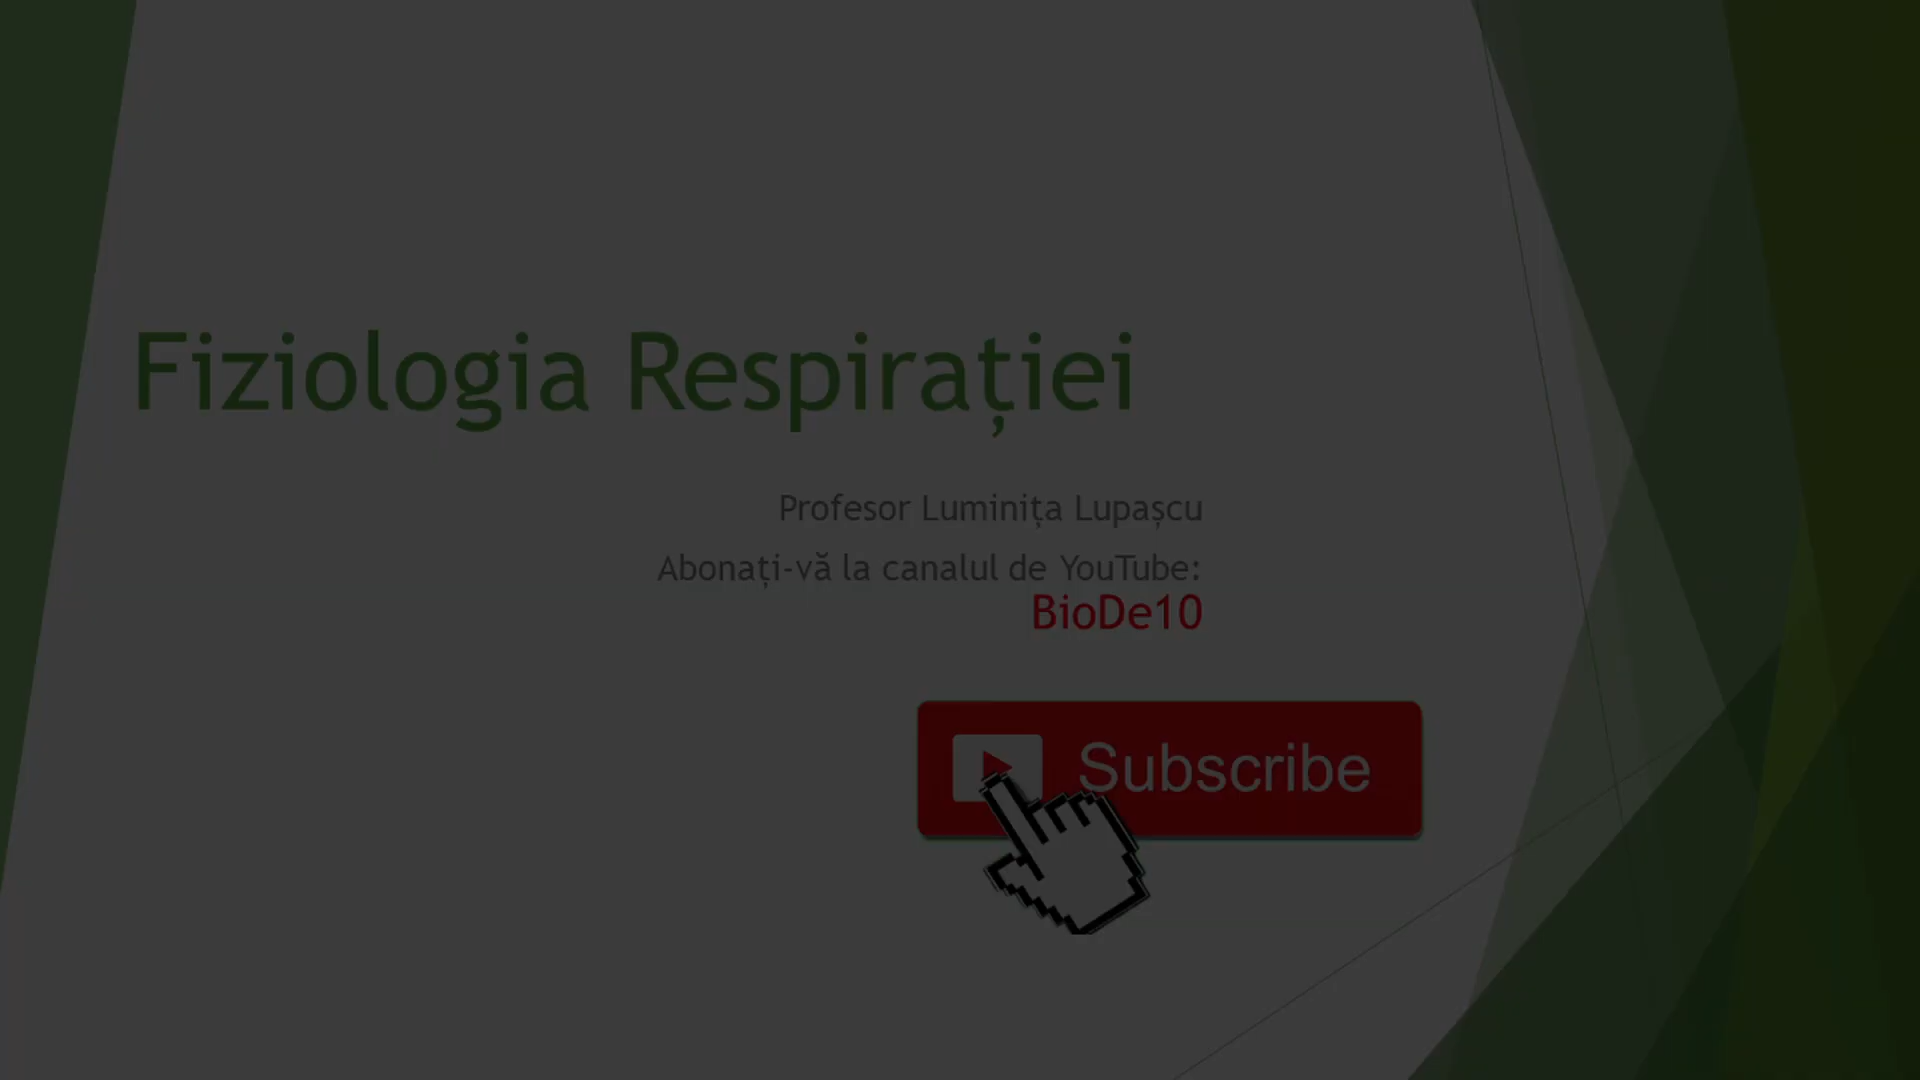 Fiziologia Respirației
Profesor Luminița Lupașcu
Abonați-vă la canalul de YouTube:
BioDe10
Subscribe